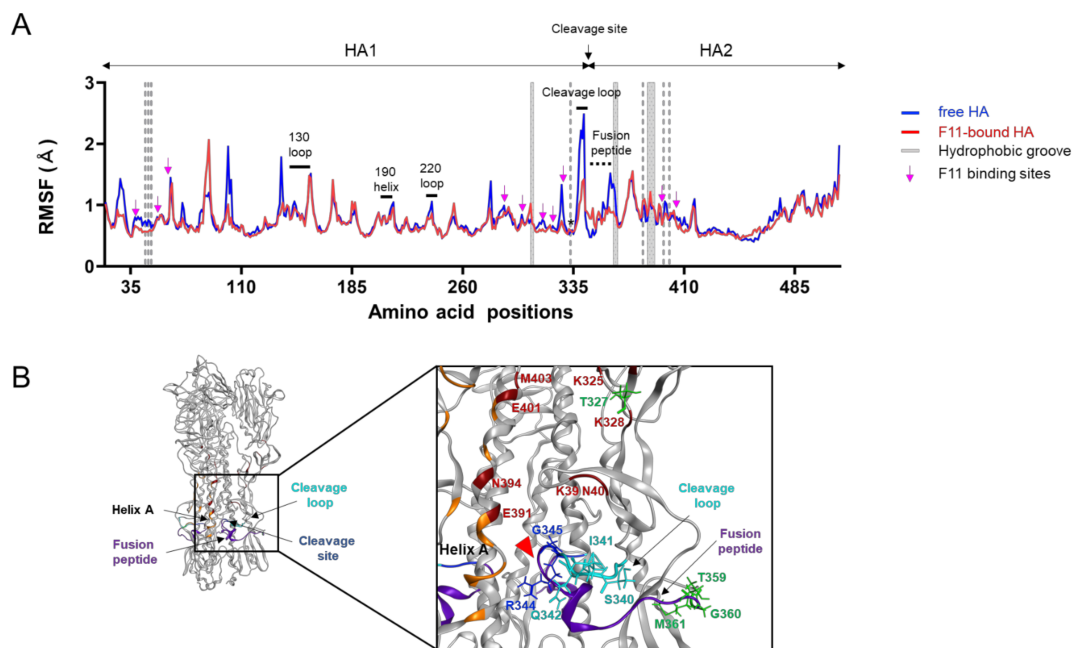 A
Cleavage site
HA1
HA2
3
2
1
0
RMSF (Å)
130
loop
190
helix
220
loop
Cleavage loop
Fusion
peptide
*
35
110
185
260
335
410
485
Amino acid positions
free HA
F11-bound HA
Hydrophobic groove
F11 binding sites
B
Helix A
Fusion
peptide
Cleavage
loop
Cleavage
site
M403
E401
K325
T327
K328
N394
E391
K39 N40
Cleavage
loop
G345
I341
Fusion
peptide
Helix A
R344
Q342
S340
T359
G360
M361